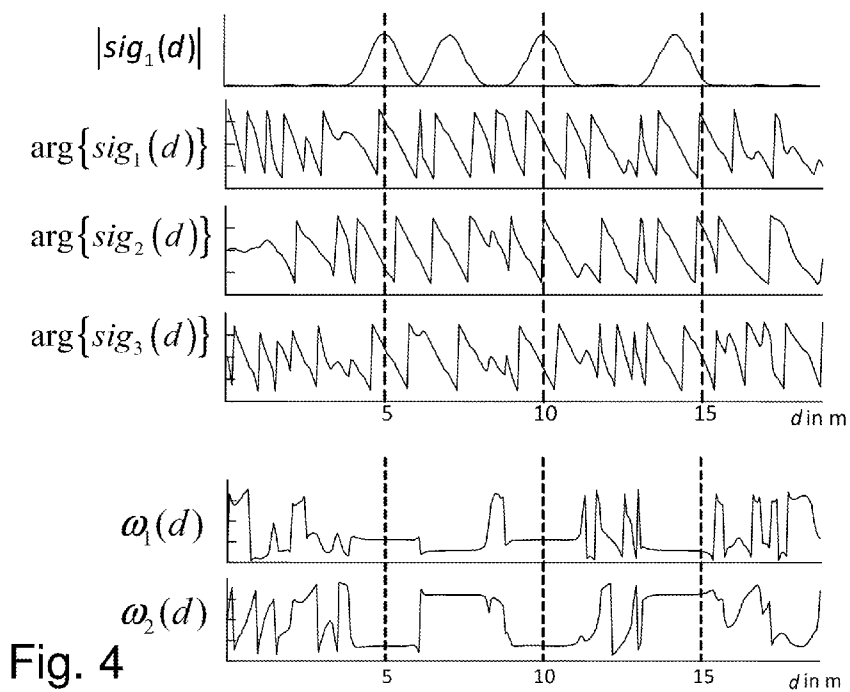 |sig₁(d)|
arg{sig₁(d)}
arg{sig₂(d)}
arg{sig₃(d)}
5 10 15 d in m
ω₁(d)
ω₂(d)
5 10 15 d in m
Fig. 4